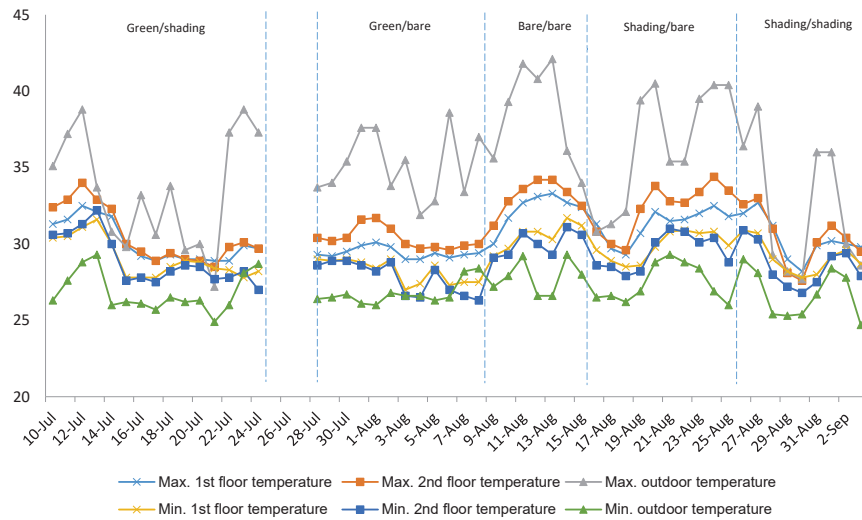 45
40
35
30
25
20
Green/shading
Green/bare
Bare/bare
Shading/bare
Shading/shading
10-Jul
12-Jul
14-Jul
16-Jul
18-Jul
20-Jul
22-Jul
24-Jul
26-Jul
28-Jul
30-Jul
1-Aug
3-Aug
5-Aug
7-Aug
9-Aug
11-Aug
13-Aug
15-Aug
17-Aug
19-Aug
21-Aug
23-Aug
25-Aug
27-Aug
29-Aug
31-Aug
2-Sep
Max. 1st floor temperature
Max. 2nd floor temperature
Max. outdoor temperature
Min. 1st floor temperature
Min. 2nd floor temperature
Min. outdoor temperature